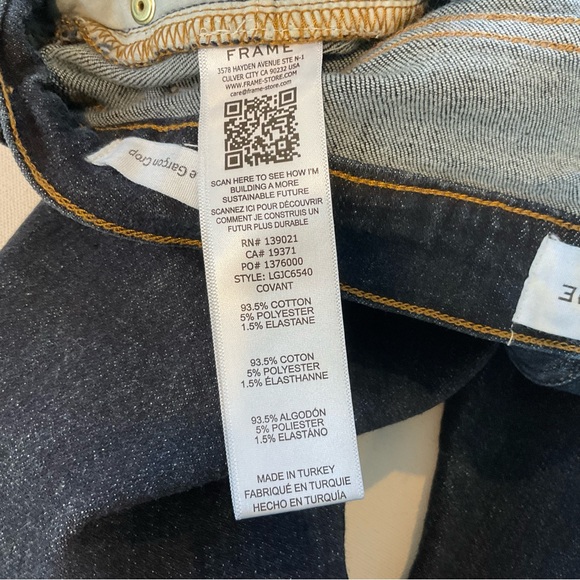 FRAME
3578 HAYDEN AVENUE STE N-1
CULVER CITY CA 90232 USA
WWW.FRAME-STORE.COM
care@frame-store.com
SCAN HERE TO SEE HOW I'M
BUILDING A MORE
SUSTAINABLE FUTURE
SCANNEZ ICI POUR DÉCOUVRIR
COMMENT JE CONSTRUIS UN
FUTUR PLUS DURABLE
RN# 139021
CA# 19371
PO# 1376000
STYLE: LGJC6540
COVANT
93.5% COTTON
5% POLYESTER
1.5% ELASTANE
93.5% COTON
5% POLYESTER
1.5% ÉLASTHANNE
93.5% ALGODÓN
5% POLIESTER
1.5% ELASTÁNO
MADE IN TURKEY
FABRIQUÉ EN TURQUIE
HECHO EN TURQUÍA
Garçon Crop